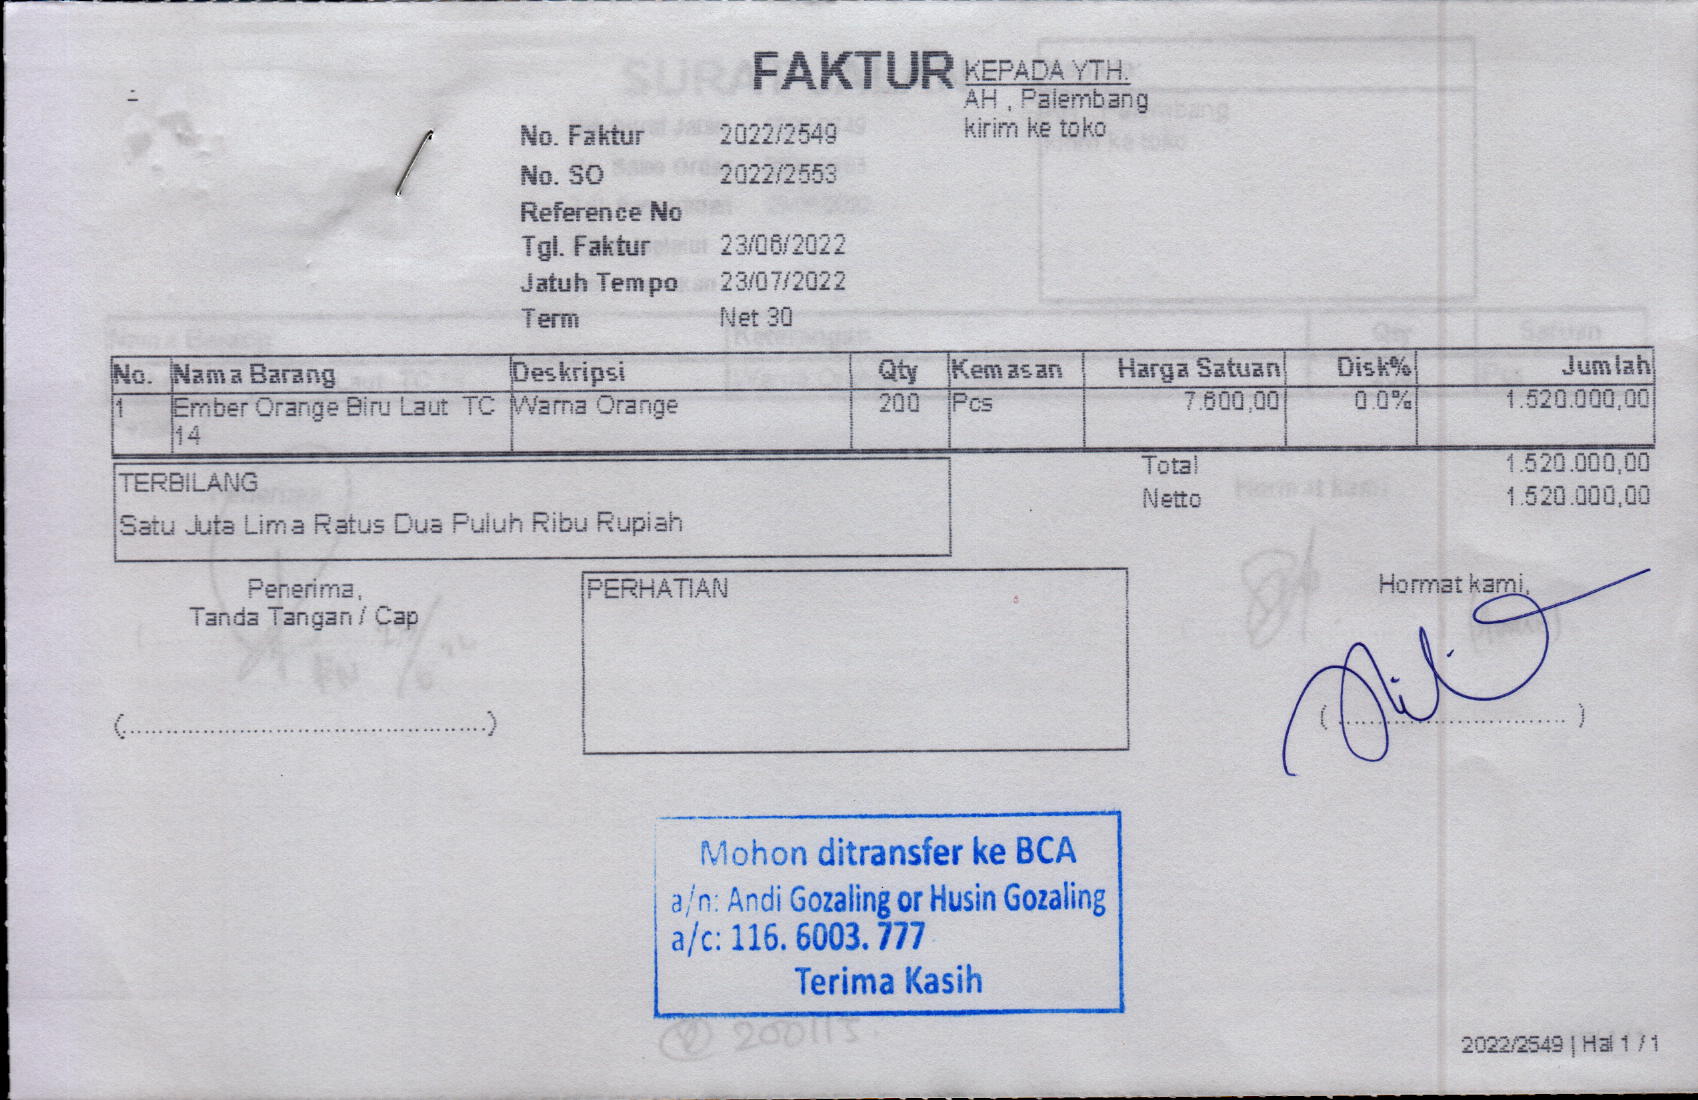 FAKTUR
KEPADA YTH.
AH , Palembang
kirim ke toko
No. Faktur 2022/2549
No. SO 2022/2553
Reference No
Tgl. Faktur 23/06/2022
Jatuh Tempo 23/07/2022
Term Net 30
No. Nama Barang Deskripsi Qty Kemasan Harga Satuan Disk% Jumlah
1 Ember Orange Biru Laut TC Warna Orange 200 Pcs 7.600,00 0.0% 1.520.000,00
14
Total 1.520.000,00
Netto 1.520.000,00
TERBILANG
Satu Juta Lima Ratus Dua Puluh Ribu Rupiah
Penerima,
Tanda Tangan / Cap
(................................................)
PERHATIAN
Hormat kami,
(..............................)
Mohon ditransfer ke BCA
a/n: Andi Gozaling or Husin Gozaling
a/c: 116. 6003. 777
Terima Kasih
2022/2549 | Hal 1 / 1